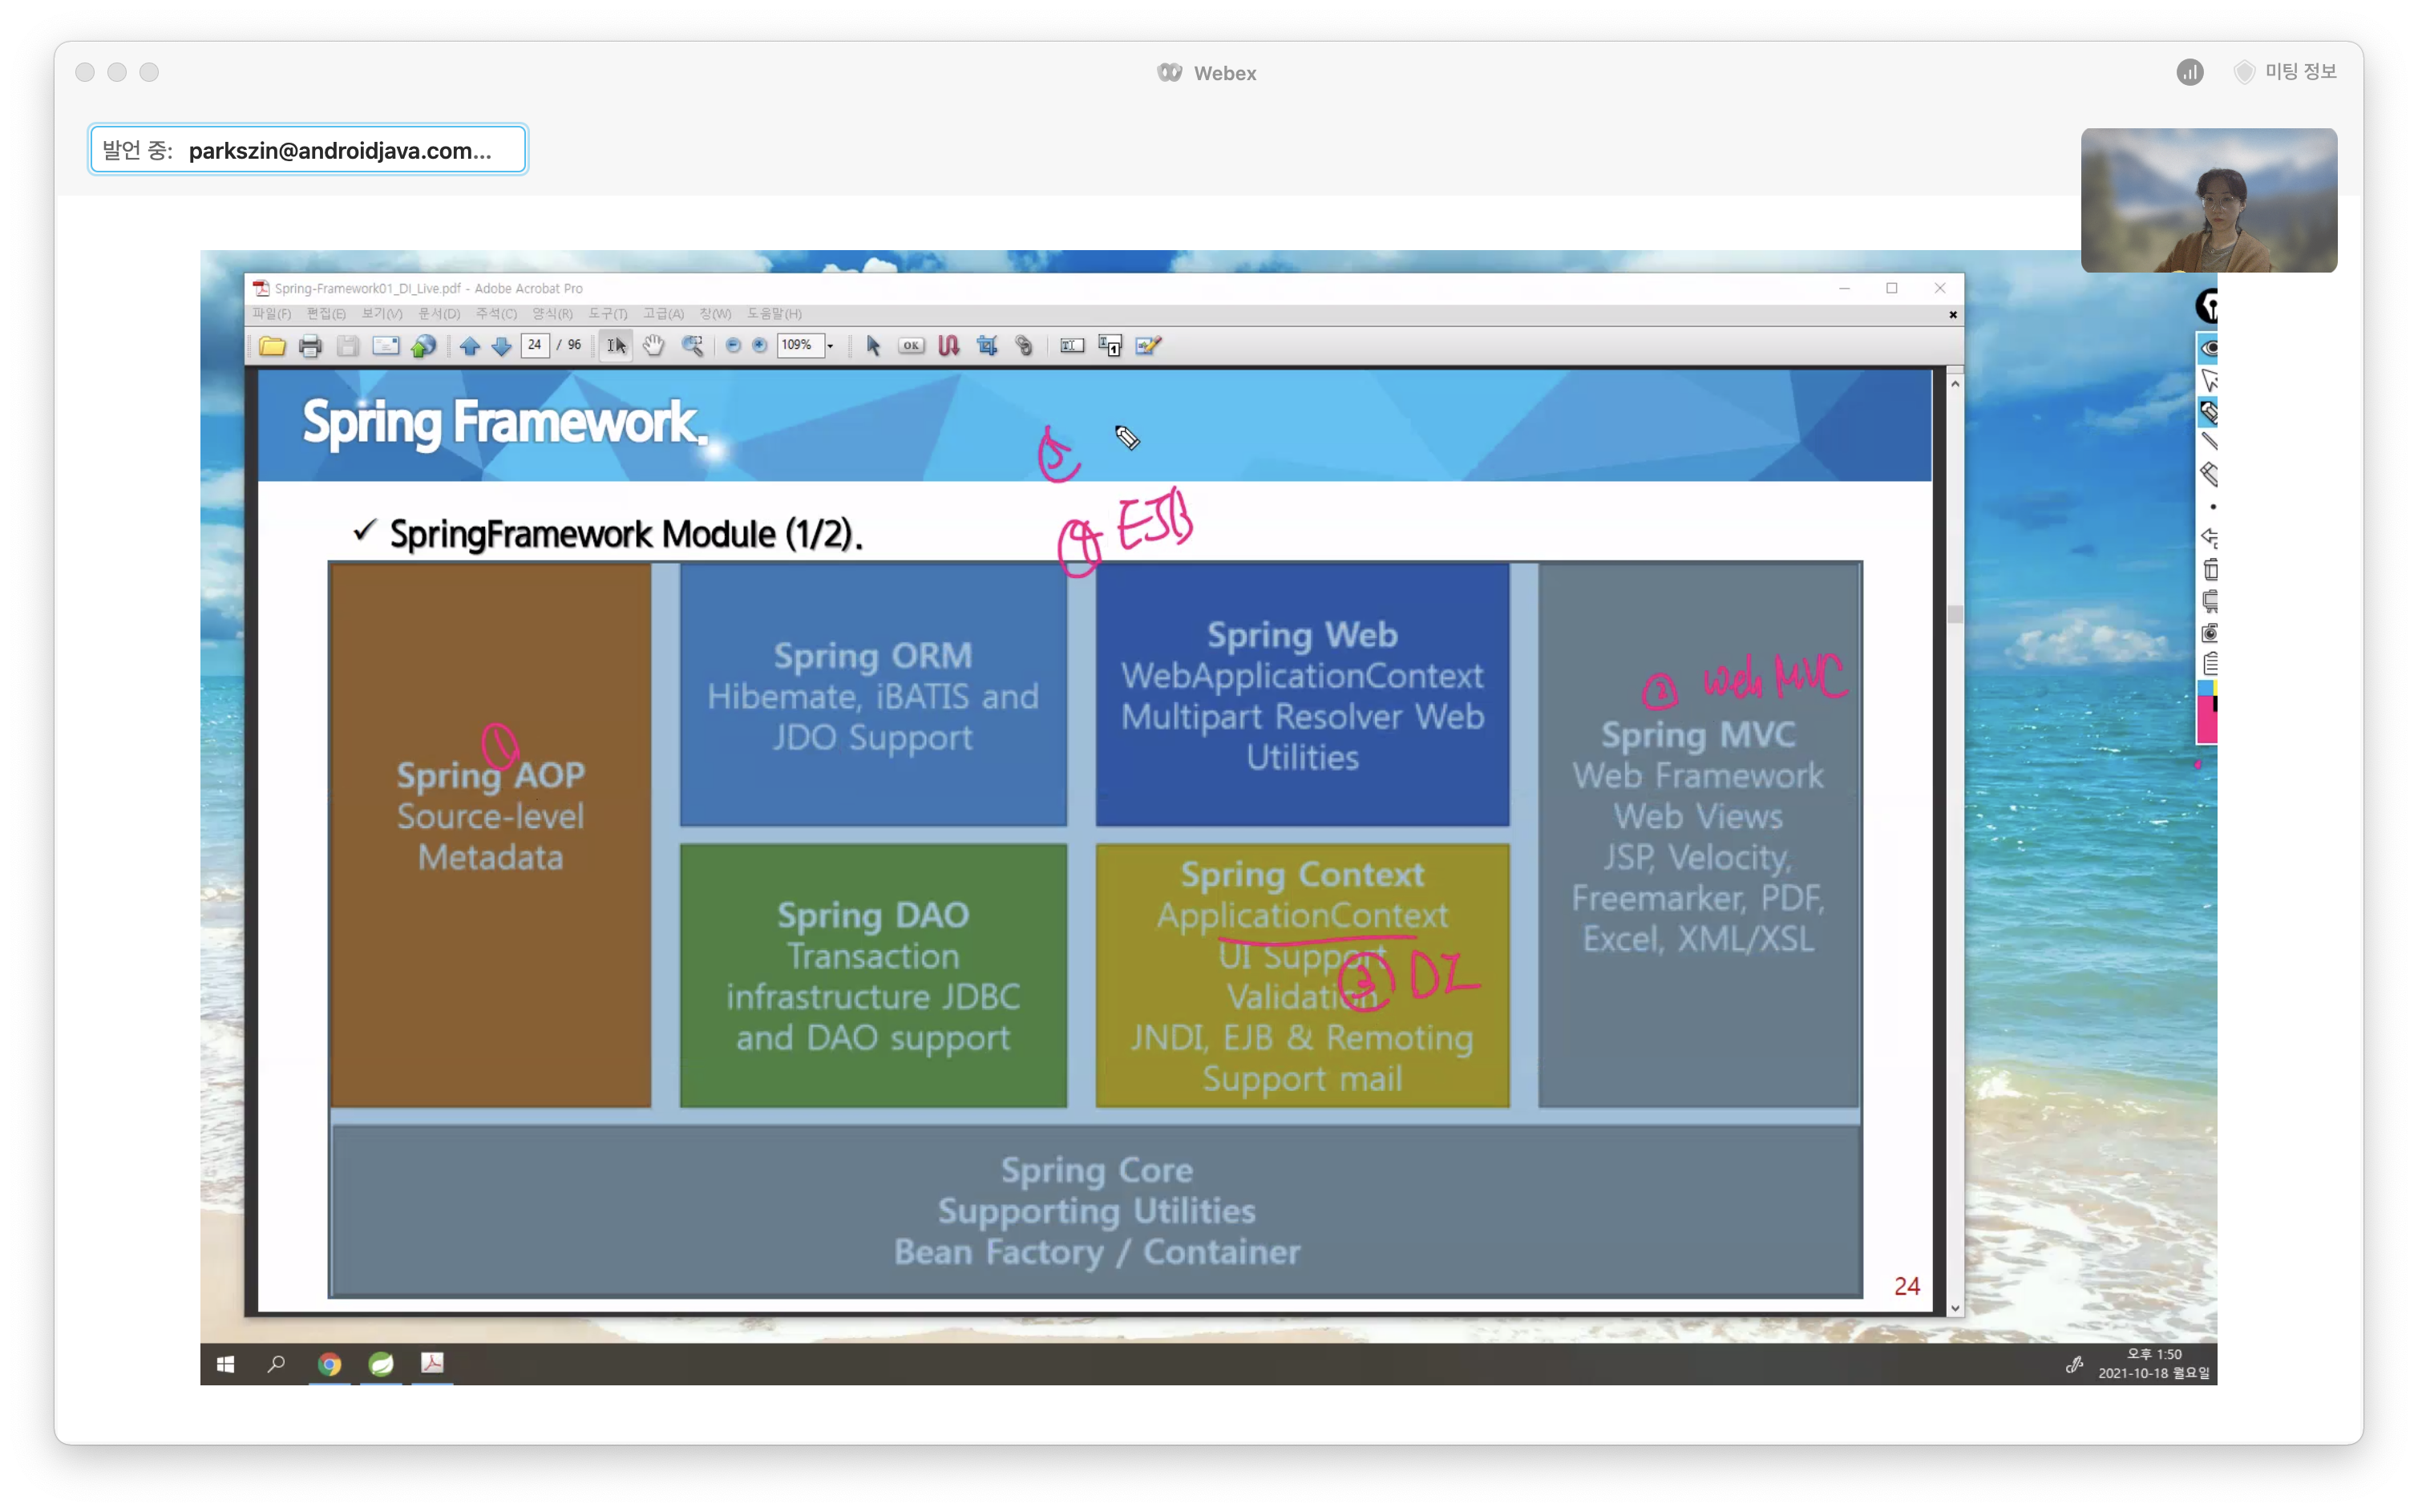 Webex
미팅 정보
발언 중: parkszin@androidjava.com...
Spring-Framework01_DI_Live.pdf - Adobe Acrobat Pro
파일(F) 편집(E) 보기(V) 문서(D) 주석(C) 양식(R) 도구(T) 고급(A) 창(W) 도움말(H)
24 / 96 109% OK
Spring Framework.
⑤
④ EJB
✓ SpringFramework Module (1/2).
①
Spring AOP
Source-level
Metadata
Spring ORM
Hibemate, iBATIS and
JDO Support
Spring Web
WebApplicationContext
Multipart Resolver Web
Utilities
② Web MVC
Spring MVC
Web Framework
Web Views
JSP, Velocity,
Freemarker, PDF,
Excel, XML/XSL
Spring DAO
Transaction
infrastructure JDBC
and DAO support
Spring Context
ApplicationContext
UI Support
Validation
③ DI
JNDI, EJB & Remoting
Support mail
Spring Core
Supporting Utilities
Bean Factory / Container
24
오후 1:50
2021-10-18 월요일